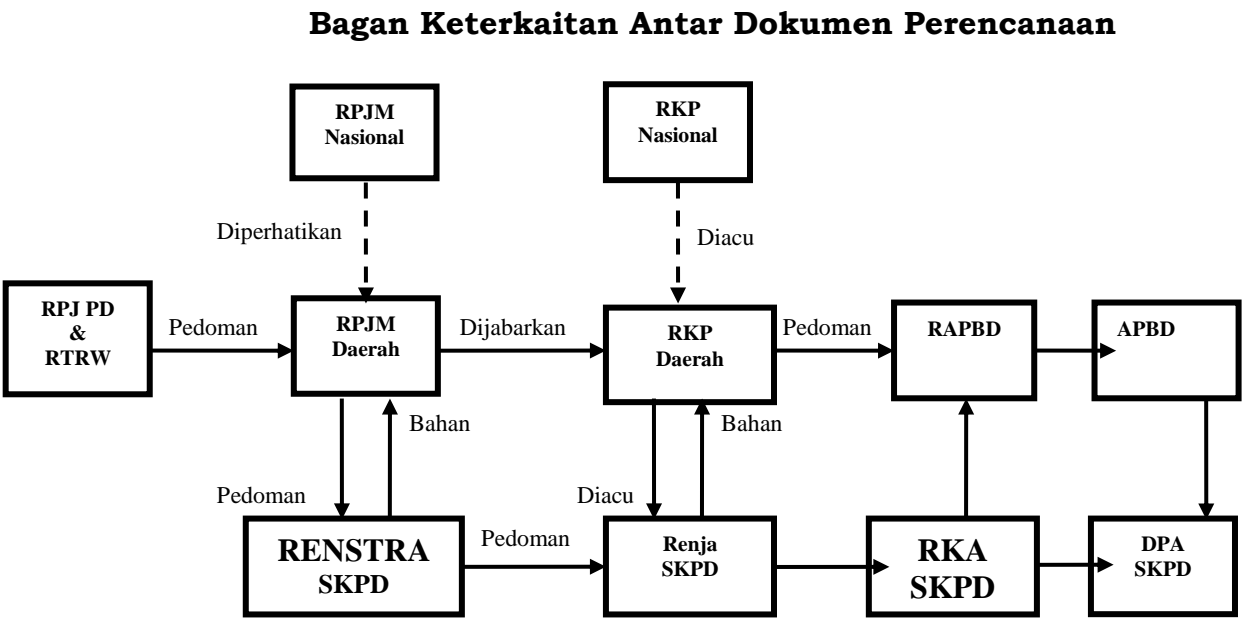 Bagan Keterkaitan Antar Dokumen Perencanaan
RPJM
Nasional
RKP
Nasional
Diperhatikan
Diacu
RPJ PD
&
RTRW
Pedoman
RPJM
Daerah
Dijabarkan
RKP
Daerah
Pedoman
RAPBD
APBD
Bahan
Bahan
Pedoman
Diacu
RENSTRA
SKPD
Pedoman
Renja
SKPD
RKA
SKPD
DPA
SKPD